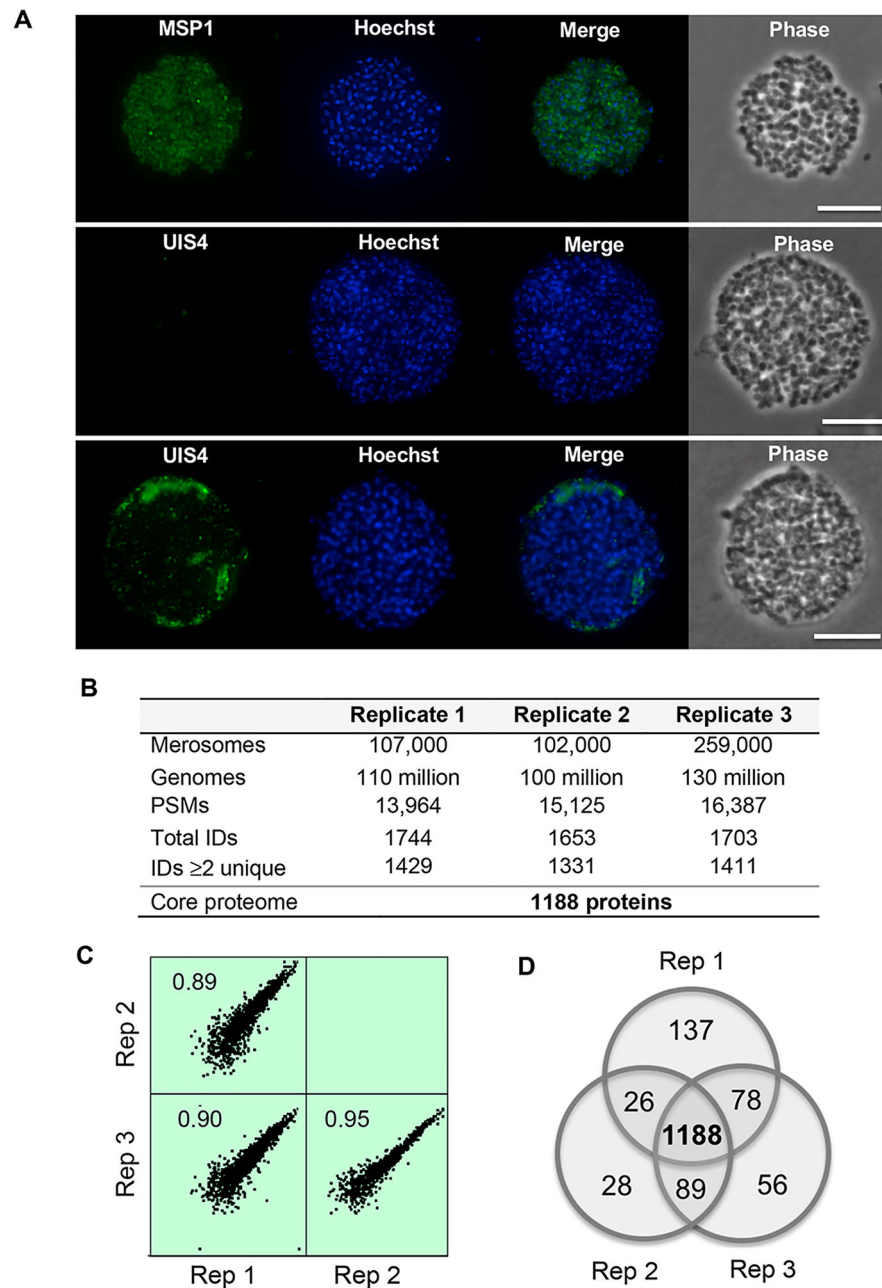 A
MSP1 Hoechst Merge Phase
UIS4 Hoechst Merge Phase
UIS4 Hoechst Merge Phase
B
Replicate 1 Replicate 2 Replicate 3
Merosomes 107,000 102,000 259,000
Genomes 110 million 100 million 130 million
PSMs 13,964 15,125 16,387
Total IDs 1744 1653 1703
IDs ≥2 unique 1429 1331 1411
Core proteome 1188 proteins
C
Rep 2
0.89
Rep 3
0.90 0.95
Rep 1 Rep 2
D
Rep 1
137
26 78
1188
28 89 56
Rep 2 Rep 3